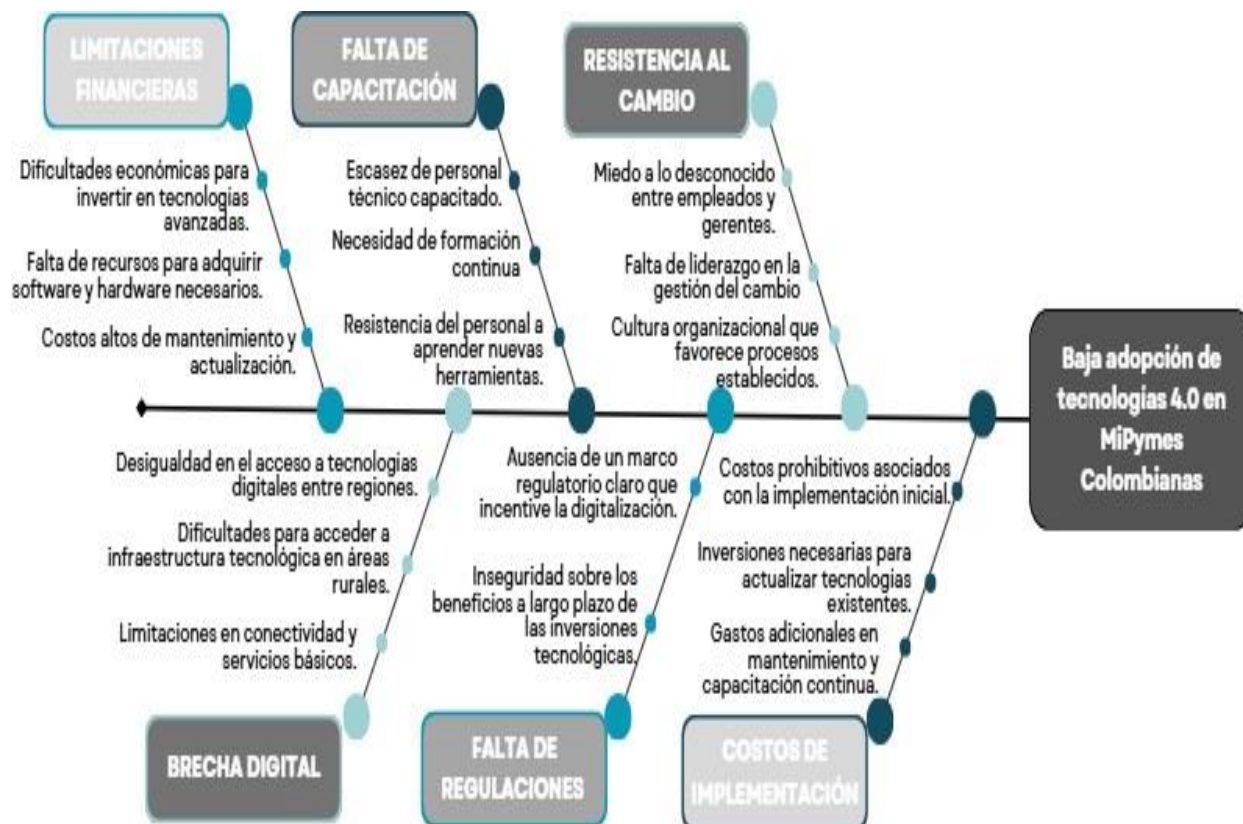 LIMITACIONES
FINANCIERAS
Dificultades económicas para
invertir en tecnologías
avanzadas.
Falta de recursos para adquirir
software y hardware necesarios.
Costos altos de mantenimiento y
actualización.
FALTA DE
CAPACITACIÓN
Escasez de personal
técnico capacitado.
Necesidad de formación
continua
Resistencia del personal a
aprender nuevas
herramientas.
RESISTENCIA AL
CAMBIO
Miedo a lo desconocido
entre empleados y
gerentes.
Falta de liderazgo en la
gestión del cambio
Cultura organizacional que
favorece procesos
establecidos.
Baja adopción de
tecnologías 4.0 en
MiPymes
Colombianas
Desigualdad en el acceso a tecnologías
digitales entre regiones.
Dificultades para acceder a
infraestructura tecnológica en áreas
rurales.
Limitaciones en conectividad y
servicios básicos.
BRECHA DIGITAL
Ausencia de un marco
regulatorio claro que
incentive la digitalización.
Inseguridad sobre los
beneficios a largo plazo de
las inversiones
tecnológicas.
FALTA DE
REGULACIONES
Costos prohibitivos asociados
con la implementación inicial.
Inversiones necesarias para
actualizar tecnologías
existentes.
Gastos adicionales en
mantenimiento y
capacitación continua.
COSTOS DE
IMPLEMENTACIÓN